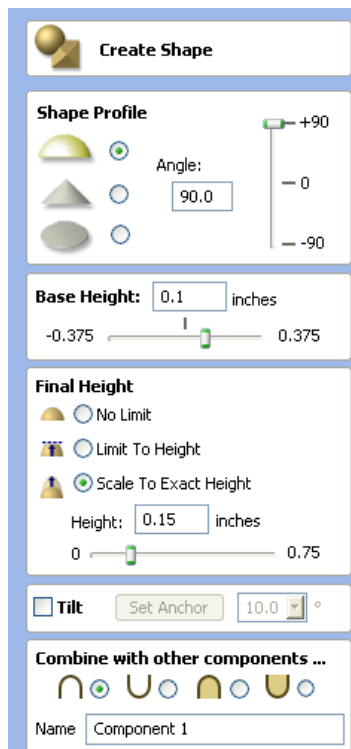 Create Shape
Shape Profile
+90
Angle:
90.0
0
-90
Base Height: 0.1 inches
-0.375 0.375
Final Height
No Limit
Limit To Height
Scale To Exact Height
Height: 0.15 inches
0 0.75
Tilt Set Anchor 10.0 °
Combine with other components ...
Name Component 1